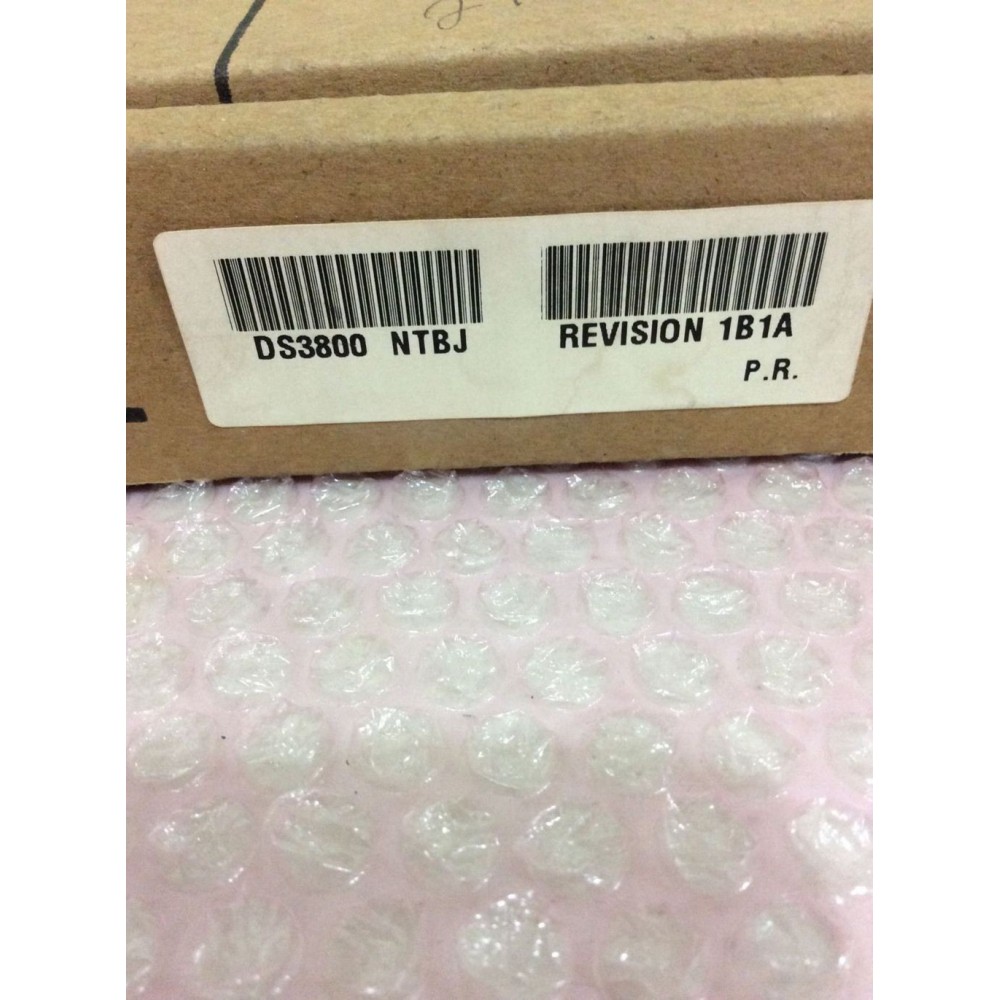 DS3800 NTBJ
REVISION 1B1A
P.R.